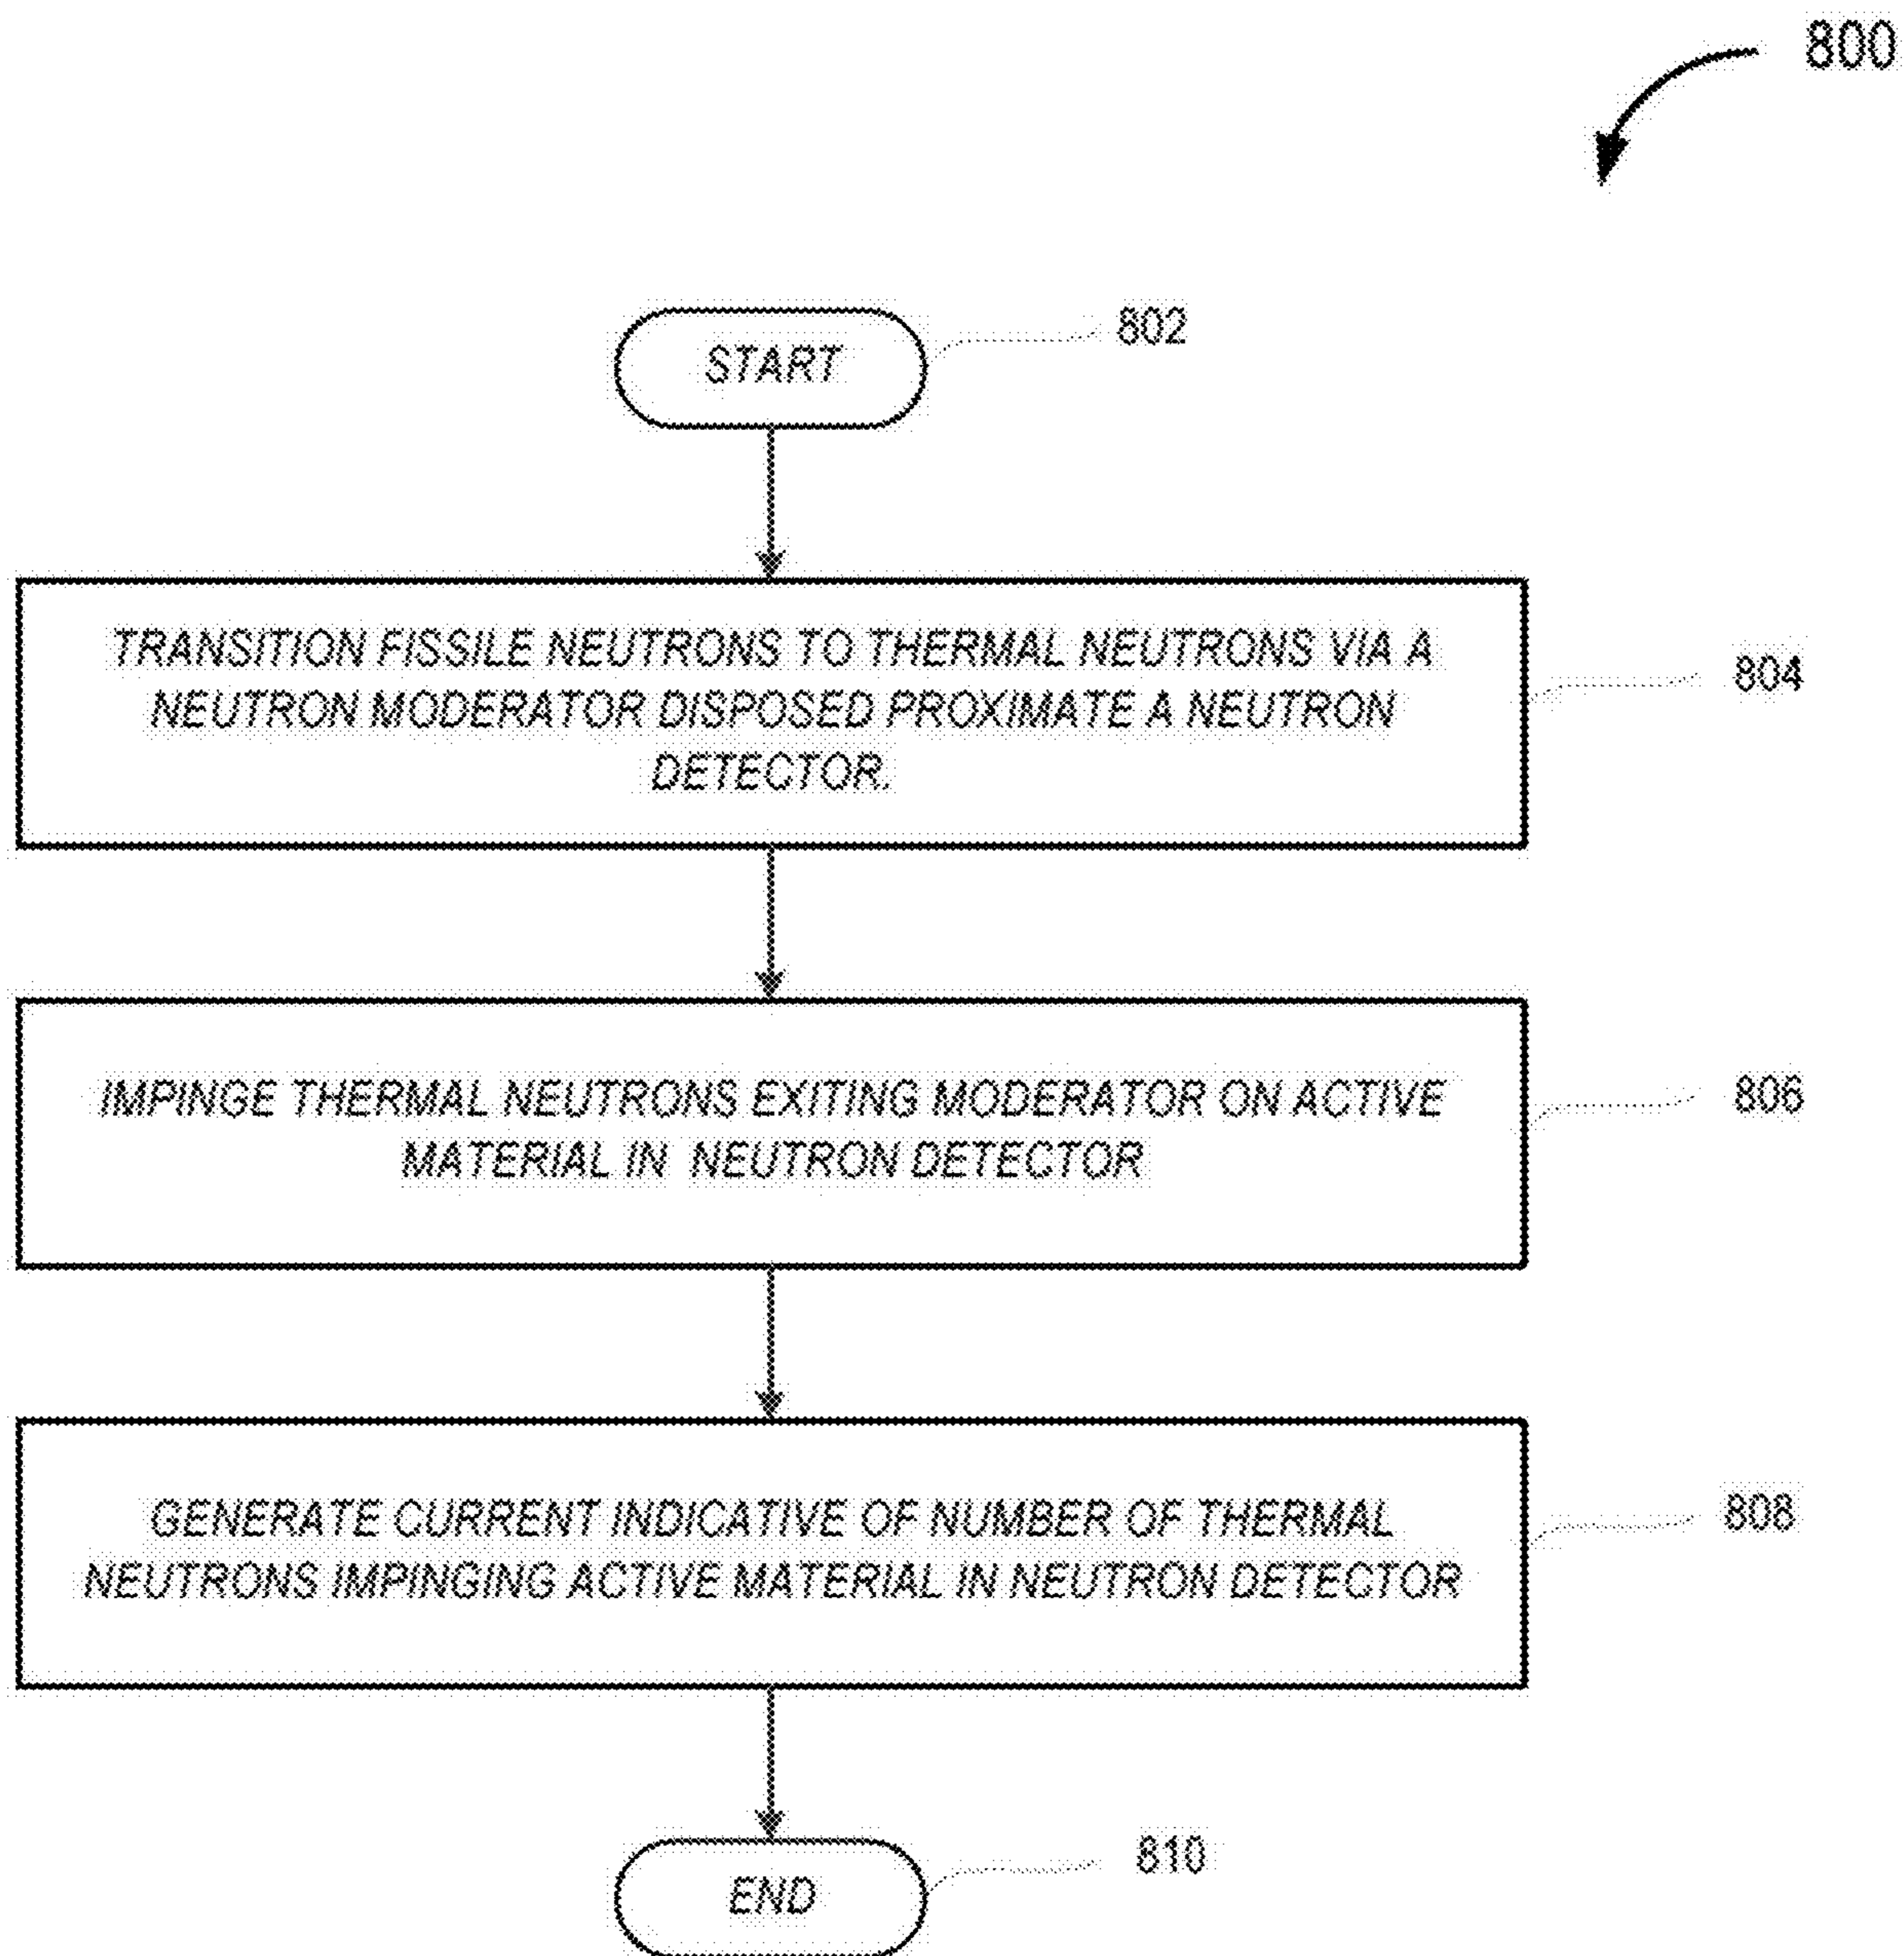 800
START
802
TRANSITION FISSILE NEUTRONS TO THERMAL NEUTRONS VIA A
NEUTRON MODERATOR DISPOSED PROXIMATE A NEUTRON
DETECTOR.
804
IMPINGE THERMAL NEUTRONS EXITING MODERATOR ON ACTIVE
MATERIAL IN NEUTRON DETECTOR
806
GENERATE CURRENT INDICATIVE OF NUMBER OF THERMAL
NEUTRONS IMPINGING ACTIVE MATERIAL IN NEUTRON DETECTOR
808
END
810